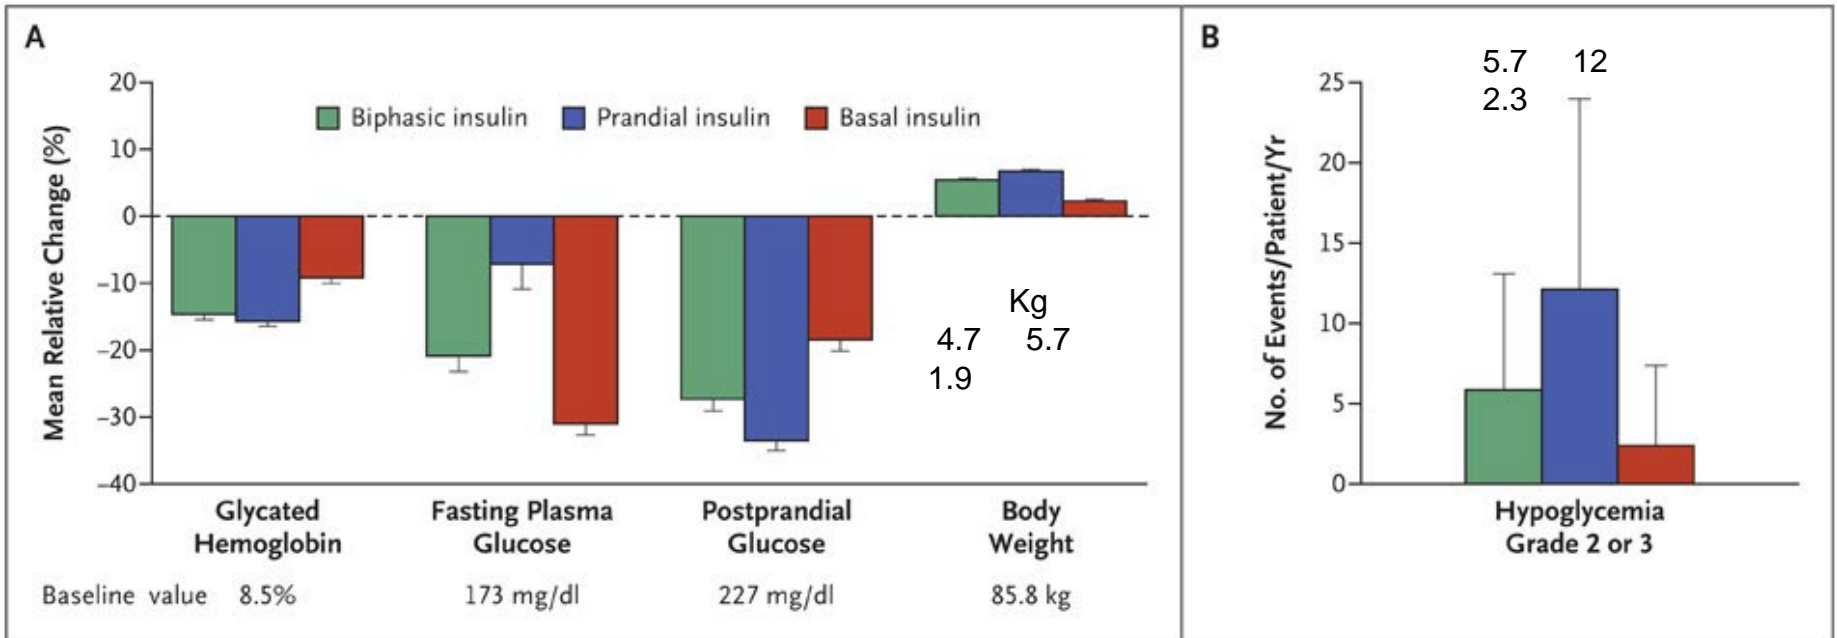 A
20
10
0
–10
–20
–30
–40
Mean Relative Change (%)
Biphasic insulin Prandial insulin Basal insulin
Kg
4.7 5.7
1.9
Glycated Hemoglobin
Fasting Plasma Glucose
Postprandial Glucose
Body Weight
Baseline value 8.5% 173 mg/dl 227 mg/dl 85.8 kg
B
5.7 12
2.3
25
20
15
10
5
0
No. of Events/Patient/Yr
Hypoglycemia
Grade 2 or 3